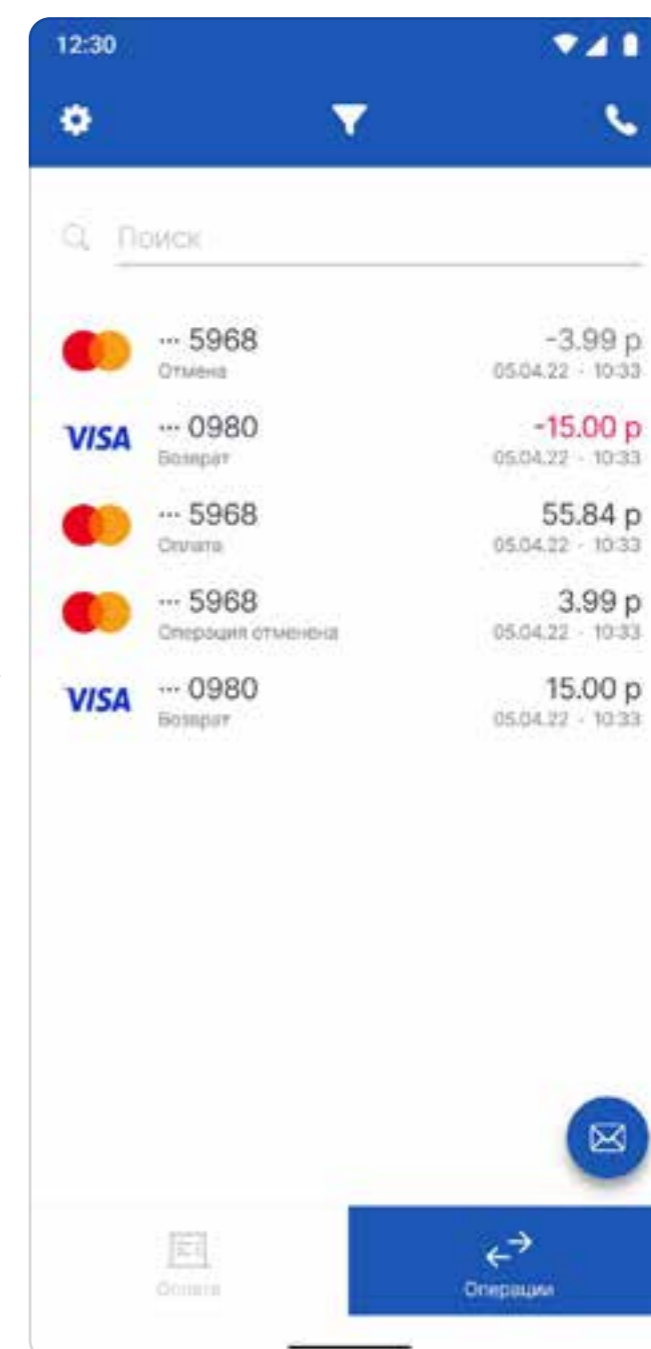 12:30
Поиск
··· 5968
-3.99 р
Отмена
05.04.22 · 10:33
VISA
··· 0980
-15.00 р
Возврат
05.04.22 · 10:33
··· 5968
55.84 р
Оплата
05.04.22 · 10:33
··· 5968
3.99 р
Операция отменена
05.04.22 · 10:33
VISA
··· 0980
15.00 р
Возврат
05.04.22 · 10:33
Оплата
Операции